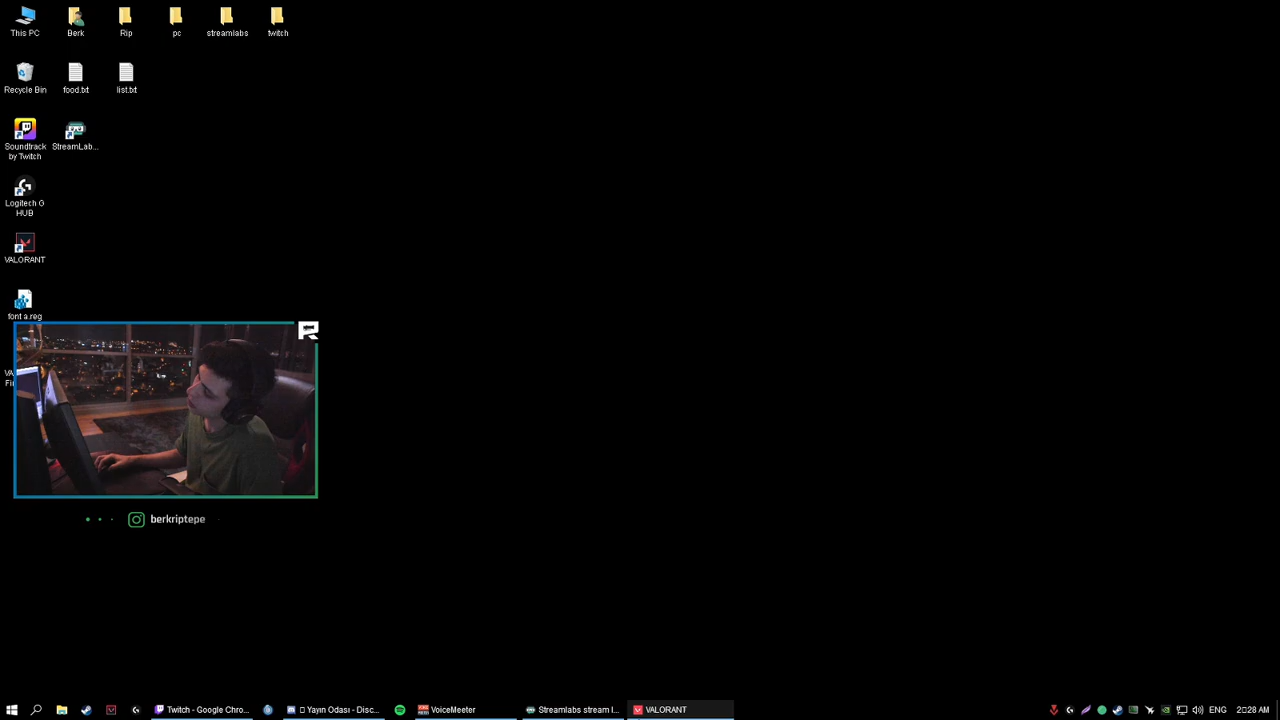 This PC
Berk
Rip
pc
streamlabs
twitch
Recycle Bin
food.txt
list.txt
Soundtrack
by Twitch
StreamLab...
Logitech G
HUB
VALORANT
font a.reg
R
berkriptepe
Twitch - Google Chro...
Yayın Odası - Disc...
VoiceMeeter
Streamlabs stream l...
VALORANT
ENG
2:28 AM